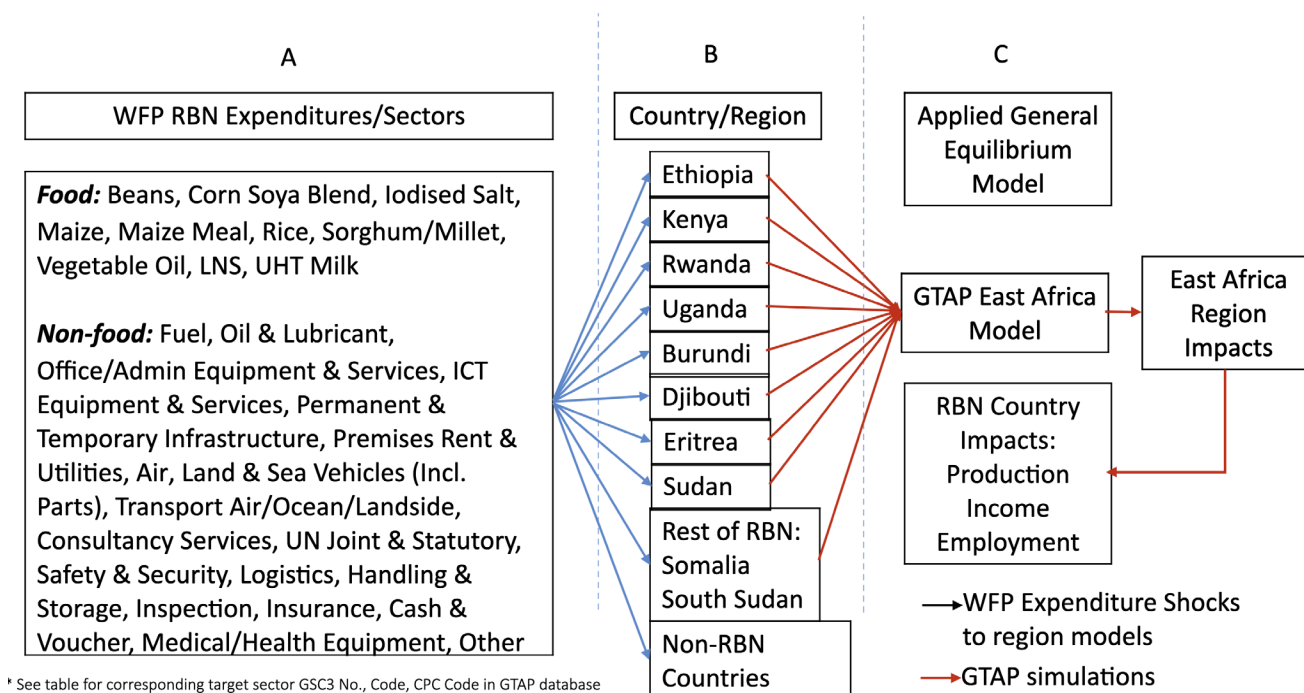 A
WFP RBN Expenditures/Sectors
Food: Beans, Corn Soya Blend, Iodised Salt,
Maize, Maize Meal, Rice, Sorghum/Millet,
Vegetable Oil, LNS, UHT Milk
Non-food: Fuel, Oil & Lubricant,
Office/Admin Equipment & Services, ICT
Equipment & Services, Permanent &
Temporary Infrastructure, Premises Rent &
Utilities, Air, Land & Sea Vehicles (Incl.
Parts), Transport Air/Ocean/Landside,
Consultancy Services, UN Joint & Statutory,
Safety & Security, Logistics, Handling &
Storage, Inspection, Insurance, Cash &
Voucher, Medical/Health Equipment, Other
* See table for corresponding target sector GSC3 No., Code, CPC Code in GTAP database
B
Country/Region
Ethiopia
Kenya
Rwanda
Uganda
Burundi
Djibouti
Eritrea
Sudan
Rest of RBN:
Somalia
South Sudan
Non-RBN
Countries
C
Applied General
Equilibrium
Model
GTAP East Africa
Model
East Africa
Region
Impacts
RBN Country
Impacts:
Production
Income
Employment
WFP Expenditure Shocks
to region models
GTAP simulations